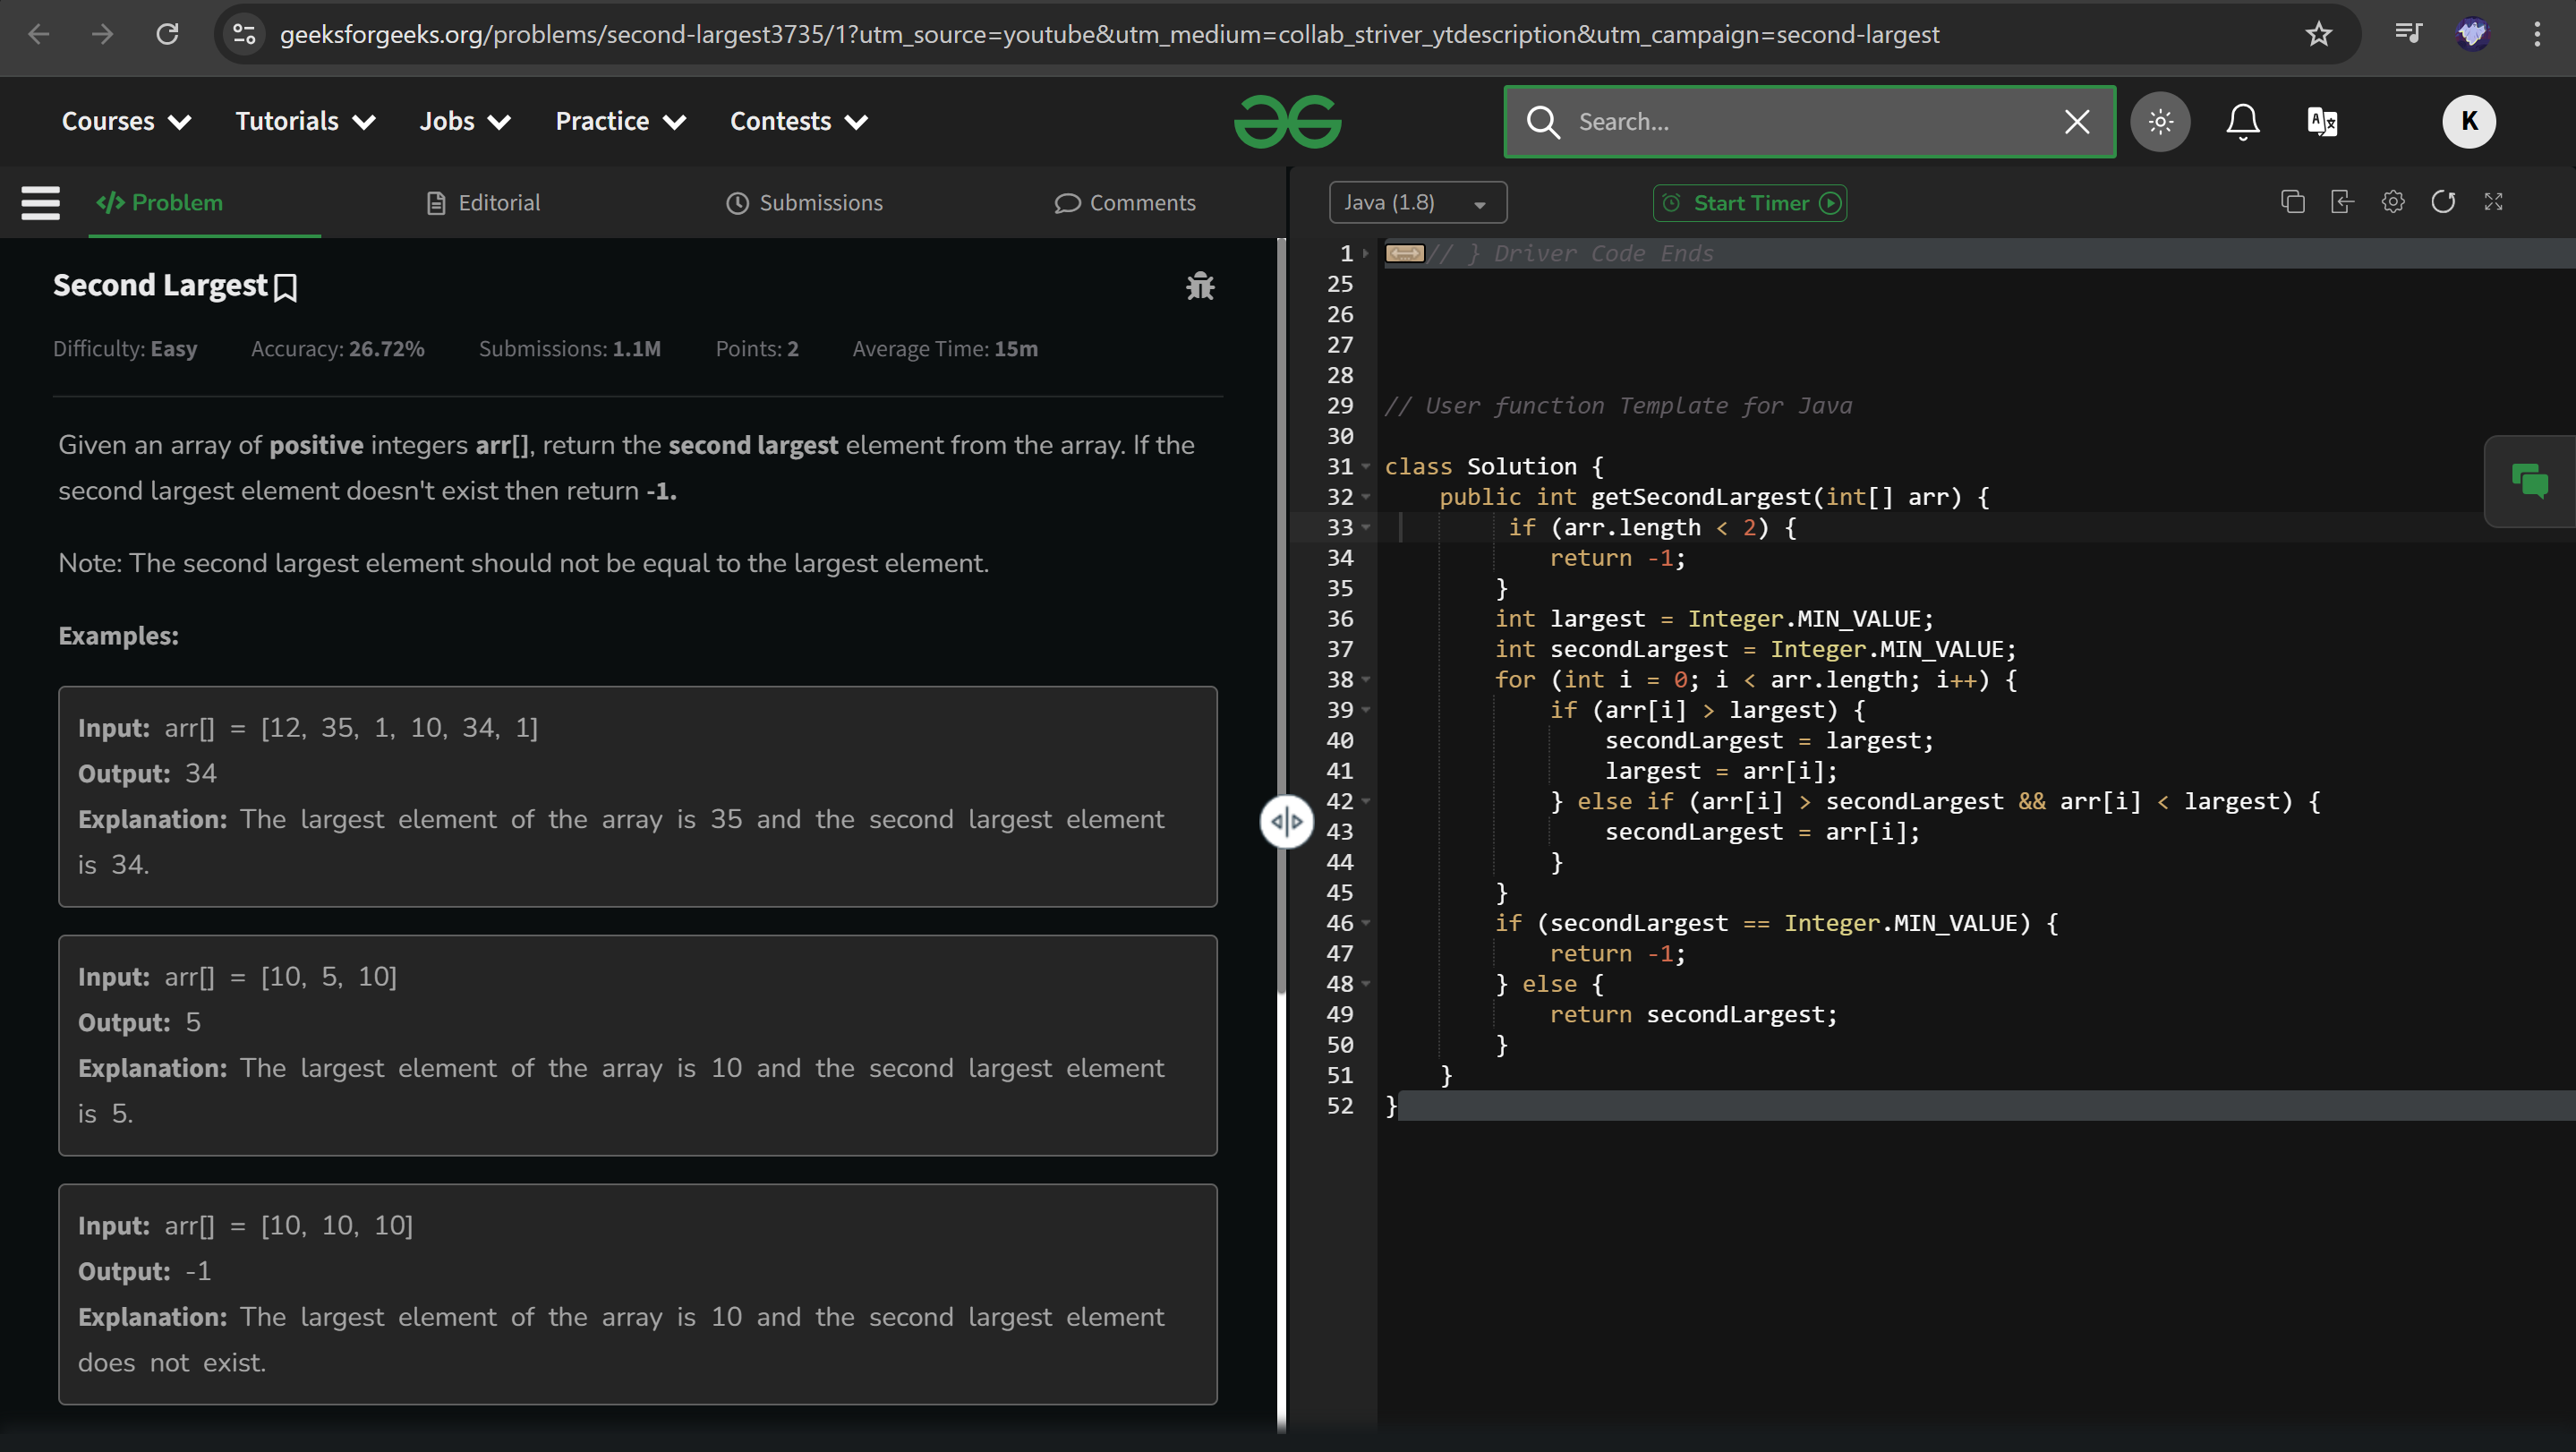 geeksforgeeks.org/problems/second-largest3735/1?utm_source=youtube&utm_medium=collab_striver_ytdescription&utm_campaign=second-largest
Courses Tutorials Jobs Practice Contests Search... K
Problem Editorial Submissions Comments
Second Largest
Difficulty: Easy Accuracy: 26.72% Submissions: 1.1M Points: 2 Average Time: 15m
Given an array of positive integers arr[], return the second largest element from the array. If the
second largest element doesn't exist then return -1.
Note: The second largest element should not be equal to the largest element.
Examples:
Input: arr[] = [12, 35, 1, 10, 34, 1]
Output: 34
Explanation: The largest element of the array is 35 and the second largest element
is 34.
Input: arr[] = [10, 5, 10]
Output: 5
Explanation: The largest element of the array is 10 and the second largest element
is 5.
Input: arr[] = [10, 10, 10]
Output: -1
Explanation: The largest element of the array is 10 and the second largest element
does not exist.
Java (1.8) Start Timer
1 // } Driver Code Ends
25
26
27
28
29 // User function Template for Java
30
31 class Solution {
32     public int getSecondLargest(int[] arr) {
33          if (arr.length < 2) {
34             return -1;
35         }
36         int largest = Integer.MIN_VALUE;
37         int secondLargest = Integer.MIN_VALUE;
38         for (int i = 0; i < arr.length; i++) {
39             if (arr[i] > largest) {
40                 secondLargest = largest;
41                 largest = arr[i];
42             } else if (arr[i] > secondLargest && arr[i] < largest) {
43                 secondLargest = arr[i];
44             }
45         }
46         if (secondLargest == Integer.MIN_VALUE) {
47             return -1;
48         } else {
49             return secondLargest;
50         }
51     }
52 }